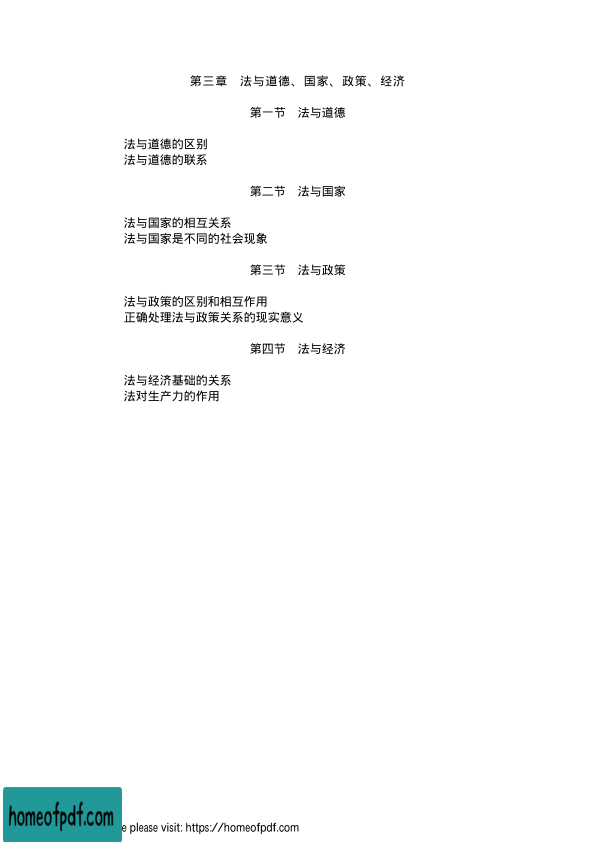 第三章　法与道德、国家、政策、经济
第一节　法与道德
法与道德的区别
法与道德的联系
第二节　法与国家
法与国家的相互关系
法与国家是不同的社会现象
第三节　法与政策
法与政策的区别和相互作用
正确处理法与政策关系的现实意义
第四节　法与经济
法与经济基础的关系
法对生产力的作用
homeofpdf.com
please visit: https://homeofpdf.com